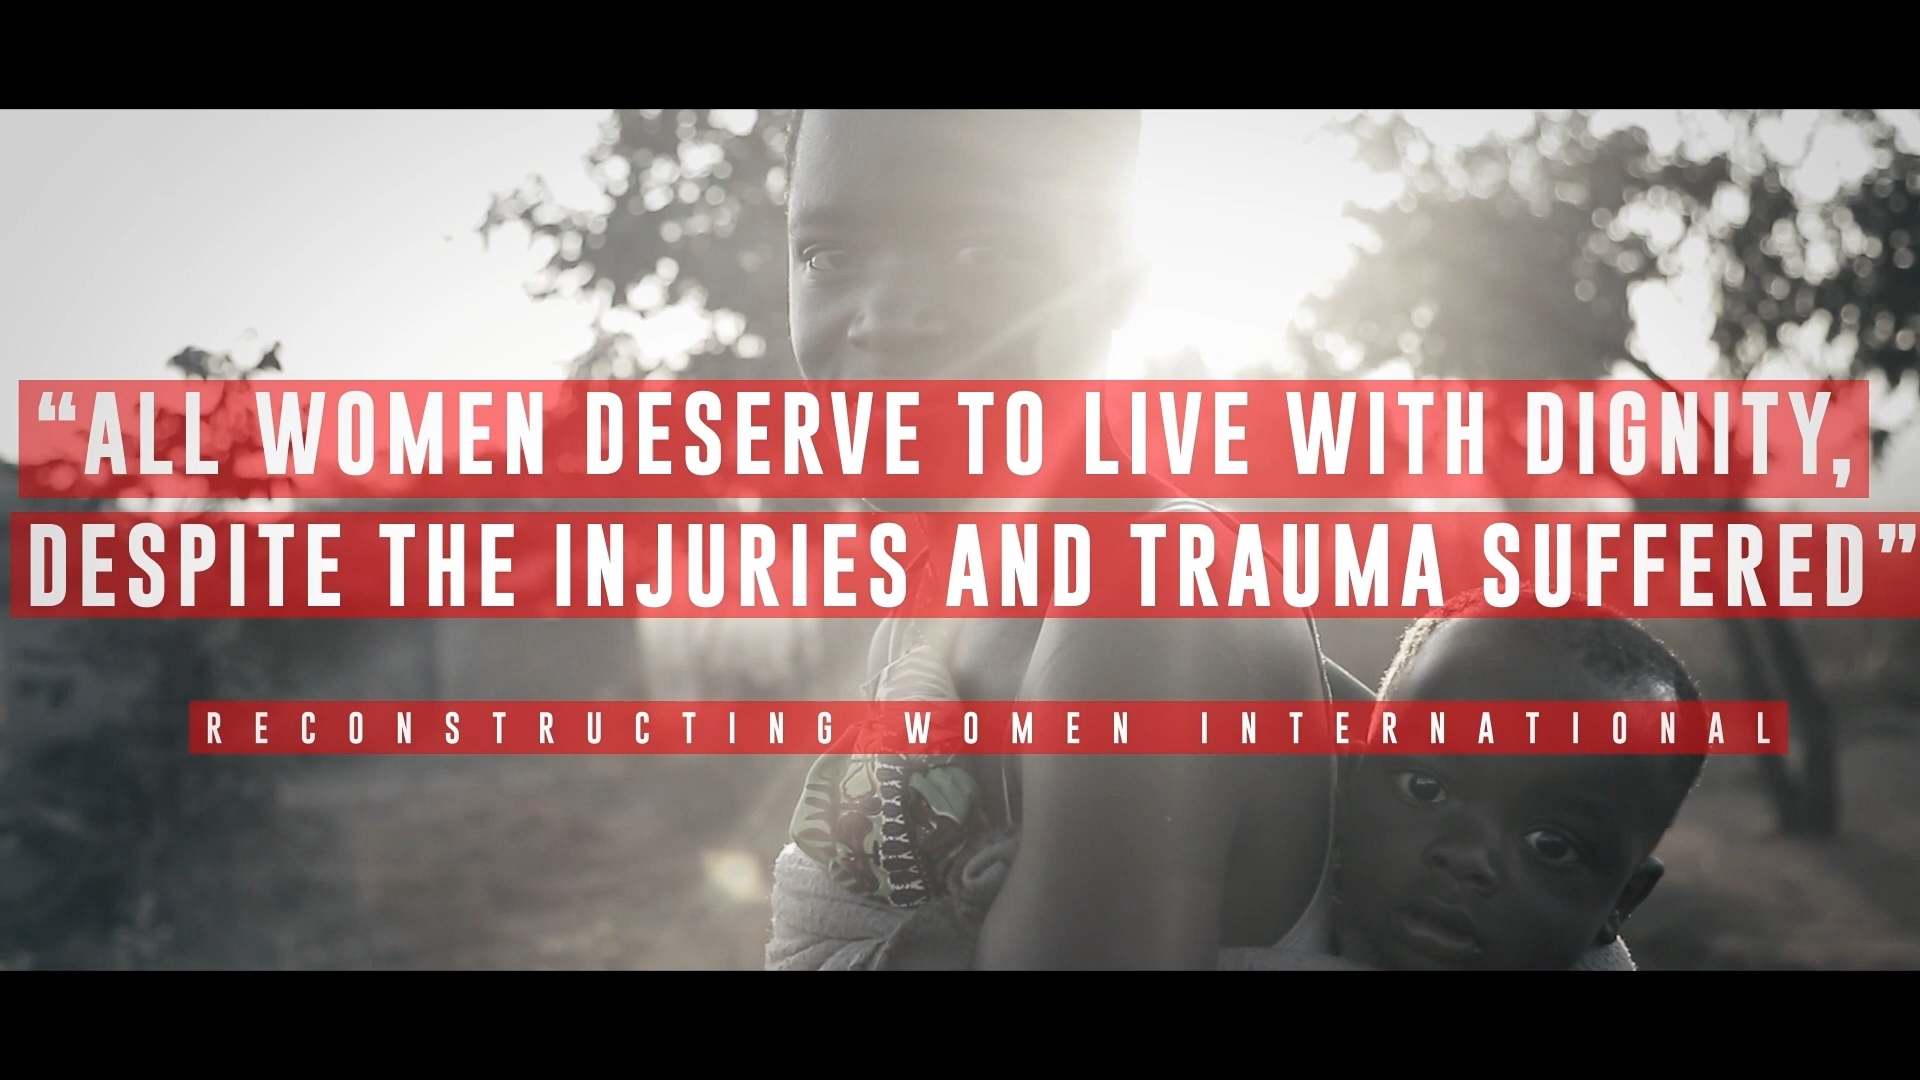 “ALL WOMEN DESERVE TO LIVE WITH DIGNITY,
DESPITE THE INJURIES AND TRAUMA SUFFERED”
RECONSTRUCTING WOMEN INTERNATIONAL